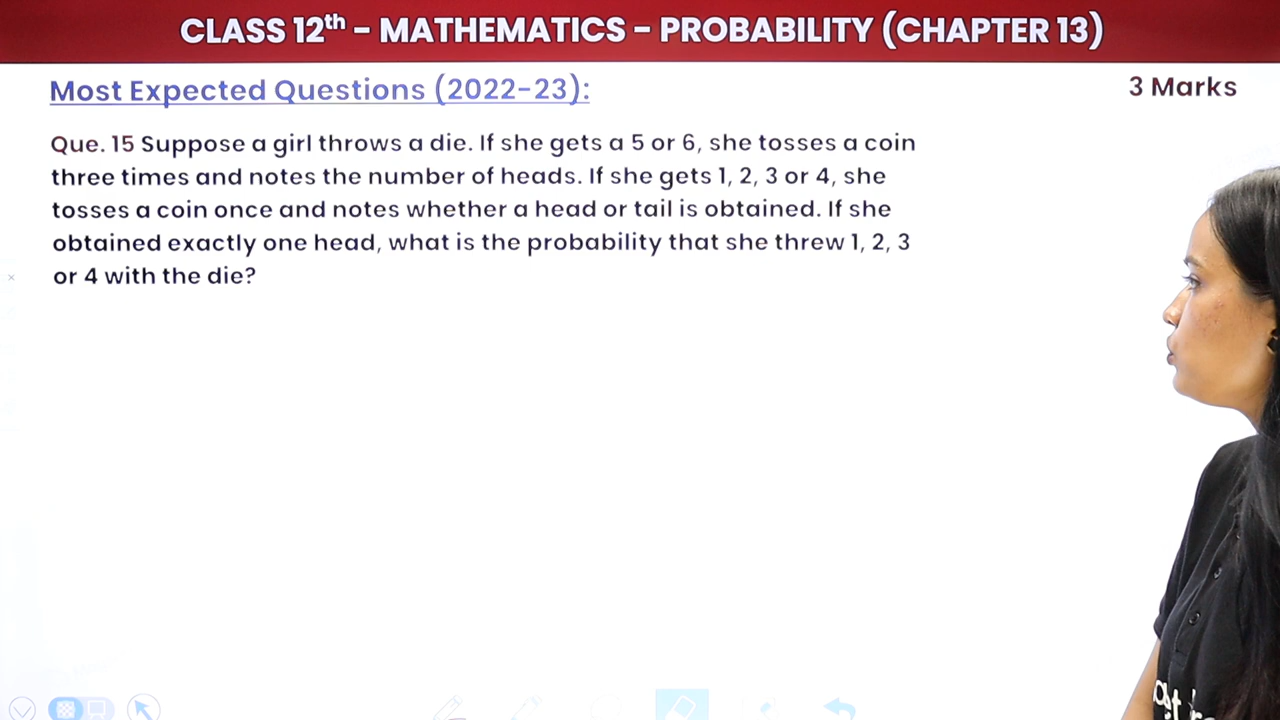 CLASS 12th - MATHEMATICS - PROBABILITY (CHAPTER 13)
Most Expected Questions (2022-23):
3 Marks
Que. 15 Suppose a girl throws a die. If she gets a 5 or 6, she tosses a coin
three times and notes the number of heads. If she gets 1, 2, 3 or 4, she
tosses a coin once and notes whether a head or tail is obtained. If she
obtained exactly one head, what is the probability that she threw 1, 2, 3
or 4 with the die?